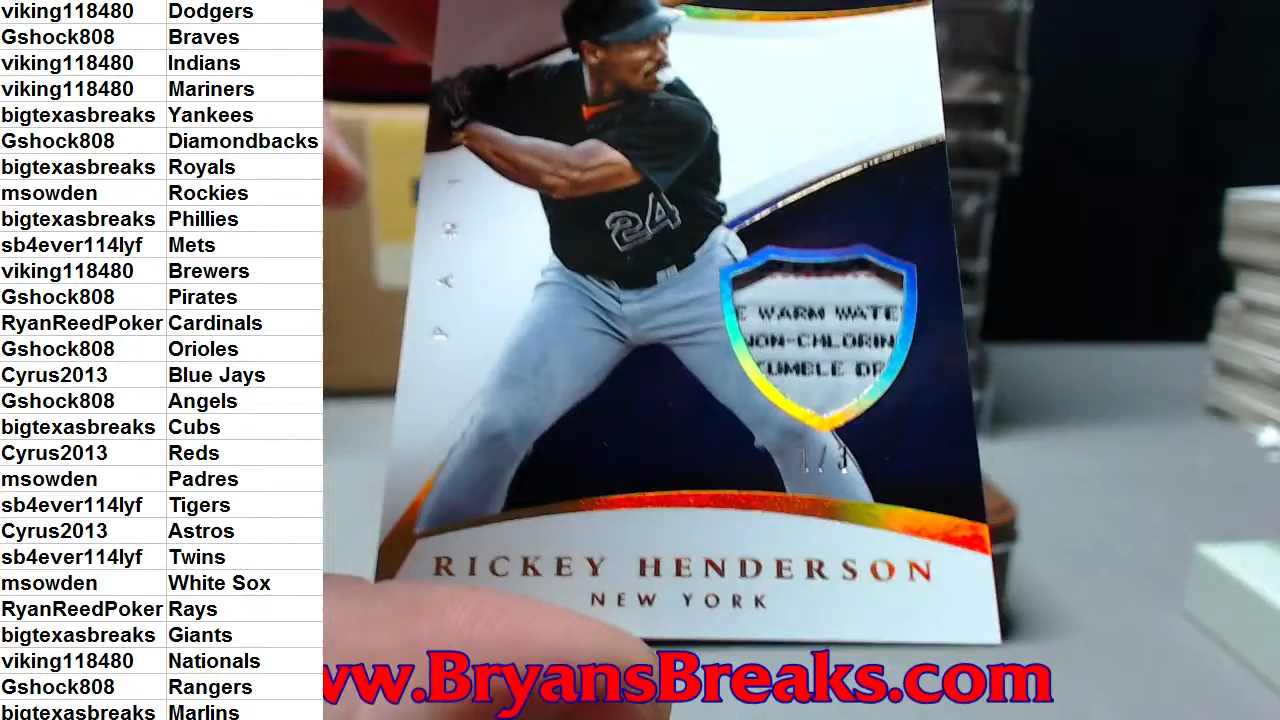 viking118480 Dodgers
Gshock808 Braves
viking118480 Indians
viking118480 Mariners
bigtexasbreaks Yankees
Gshock808 Diamondbacks
bigtexasbreaks Royals
msowden Rockies
bigtexasbreaks Phillies
sb4ever114lyf Mets
viking118480 Brewers
Gshock808 Pirates
RyanReedPoker Cardinals
Gshock808 Orioles
Cyrus2013 Blue Jays
Gshock808 Angels
bigtexasbreaks Cubs
Cyrus2013 Reds
msowden Padres
sb4ever114lyf Tigers
Cyrus2013 Astros
sb4ever114lyf Twins
msowden White Sox
RyanReedPoker Rays
bigtexasbreaks Giants
viking118480 Nationals
Gshock808 Rangers
bigtexasbreaks Marlins
PANI
24
E WARM WATE
NON-CHLORIN
TUMBLE DR
1/3
RICKEY HENDERSON
NEW YORK
ww.BryansBreaks.com